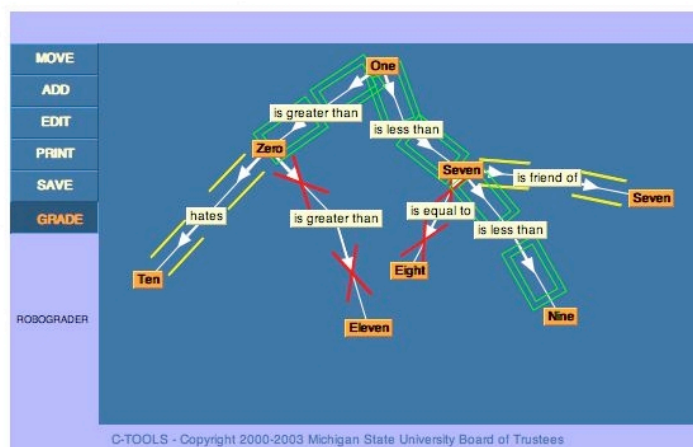 MOVE
ADD
EDIT
PRINT
SAVE
GRADE
ROBOGRADER
One
is greater than
is less than
Zero
Seven
is friend of
Seven
hates
is greater than
is equal to
is less than
Ten
Eight
Eleven
Nine
C-TOOLS - Copyright 2000-2003 Michigan State University Board of Trustees